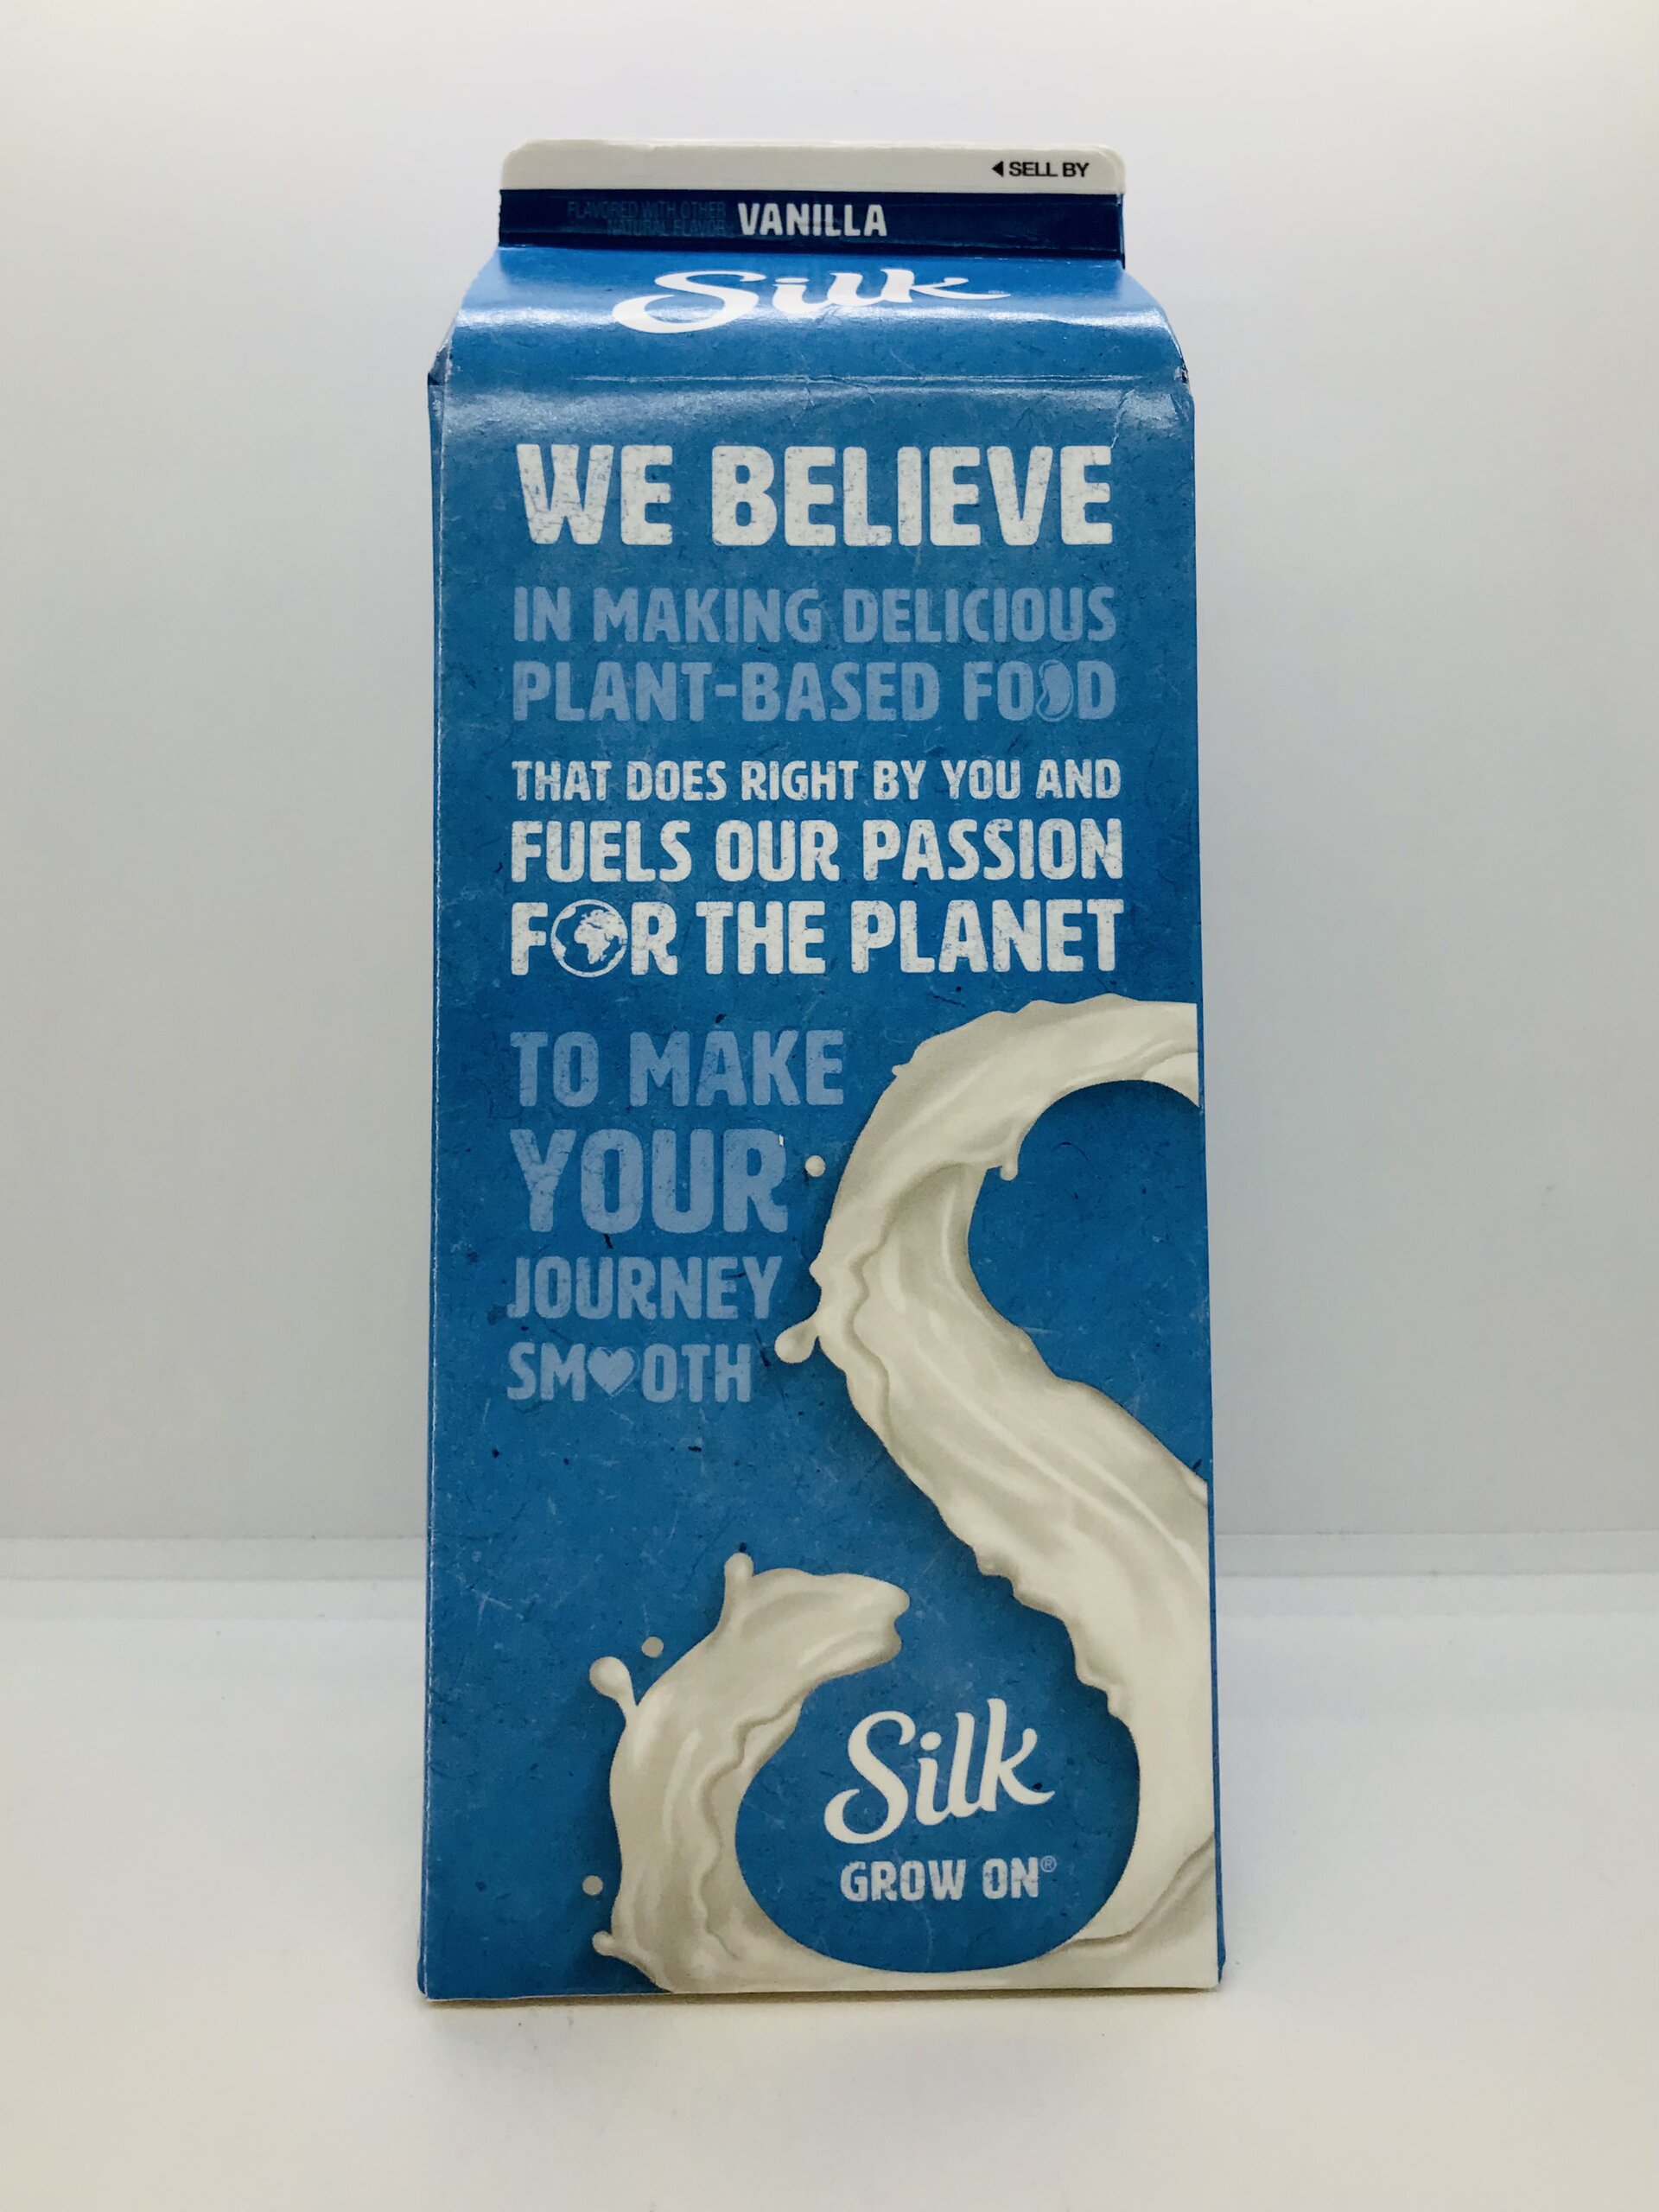 ◀ SELL BY
FLAVORED WITH OTHER
NATURAL FLAVOR
VANILLA
Silk
WE BELIEVE
IN MAKING DELICIOUS
PLANT-BASED FOOD
THAT DOES RIGHT BY YOU AND
FUELS OUR PASSION
FOR THE PLANET
TO MAKE
YOUR
JOURNEY
SMOOTH
Silk
GROW ON®